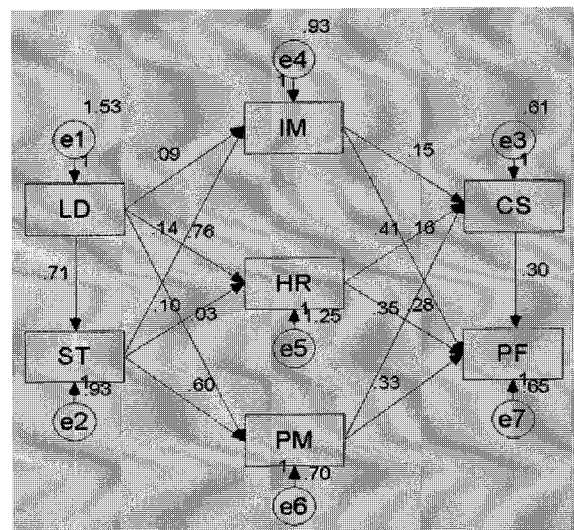 .93
e4
1
IM
1.53
e1
1
LD
.61
e3
1
CS
.09
.15
.14
.76
.41
.16
.71
HR
.30
.10
.03
1
1.25
.35
.28
ST
e5
PF
1
.93
.60
.33
1
.65
e2
PM
e7
1
.70
e6